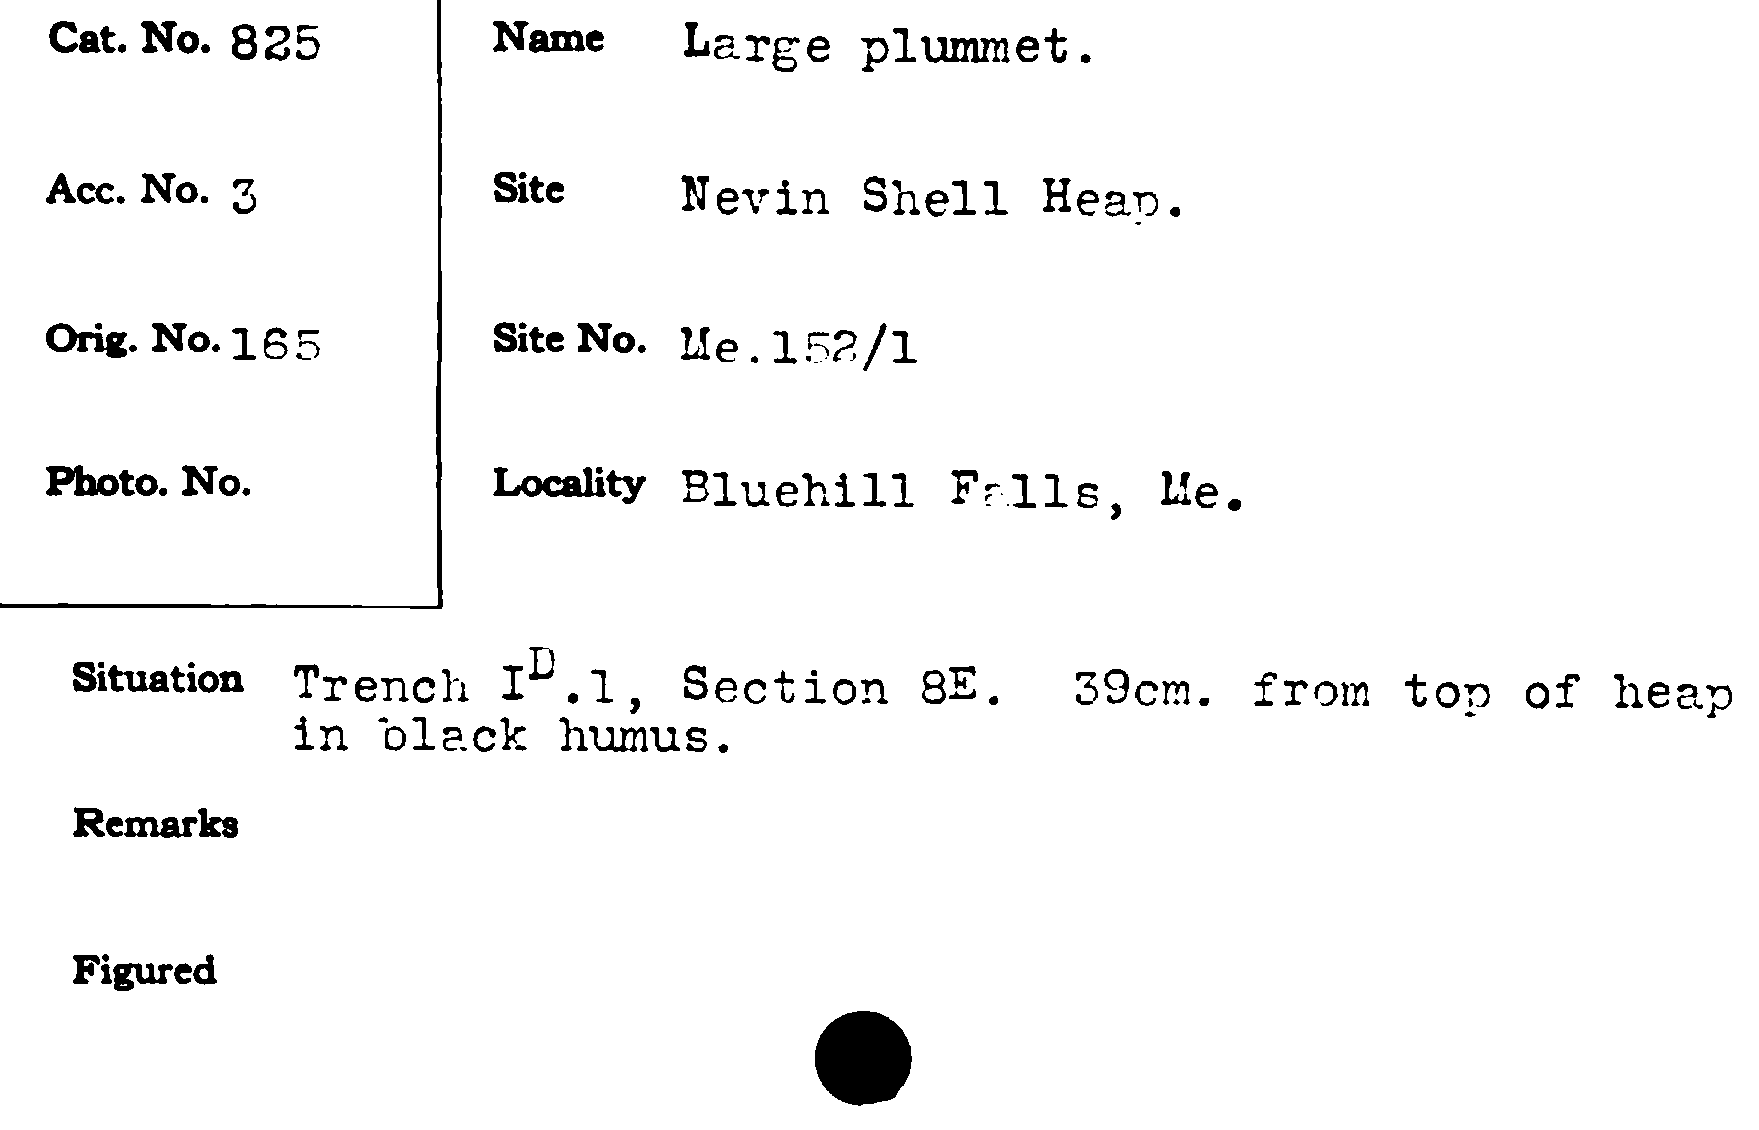 Cat. No. 825
Name Large plummet.
Acc. No. 3
Site Nevin Shell Heap.
Orig. No. 165
Site No. Me.152/1
Photo. No.
Locality Bluehill Falls, Me.
Situation Trench I^D.1, Section 8E. 39cm. from top of heap
in black humus.
Remarks
Figured